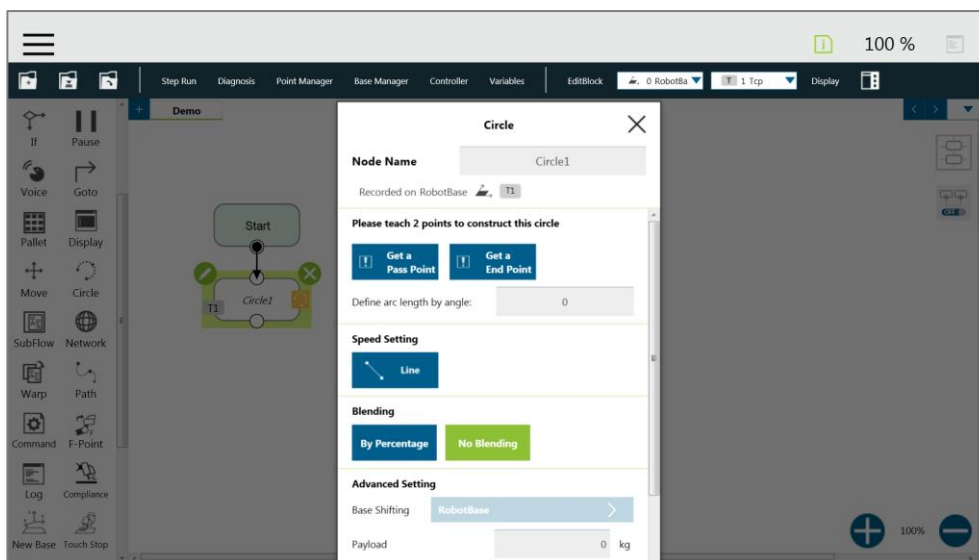 100 %
Step Run Diagnosis Point Manager Base Manager Controller Variables EditBlock 0 RobotBa T 1 Tcp Display
+ Demo
If Pause
Voice Goto
Pallet Display
Move Circle
SubFlow Network
Warp Path
Command F-Point
Log Compliance
New Base Touch Stop
Start
T1 Circle1
Circle
Node Name Circle1
Recorded on RobotBase T1
Please teach 2 points to construct this circle
Get a
Pass Point
Get a
End Point
Define arc length by angle: 0
Speed Setting
Line
Blending
By Percentage No Blending
Advanced Setting
Base Shifting RobotBase
Payload 0 kg
OFF
100%